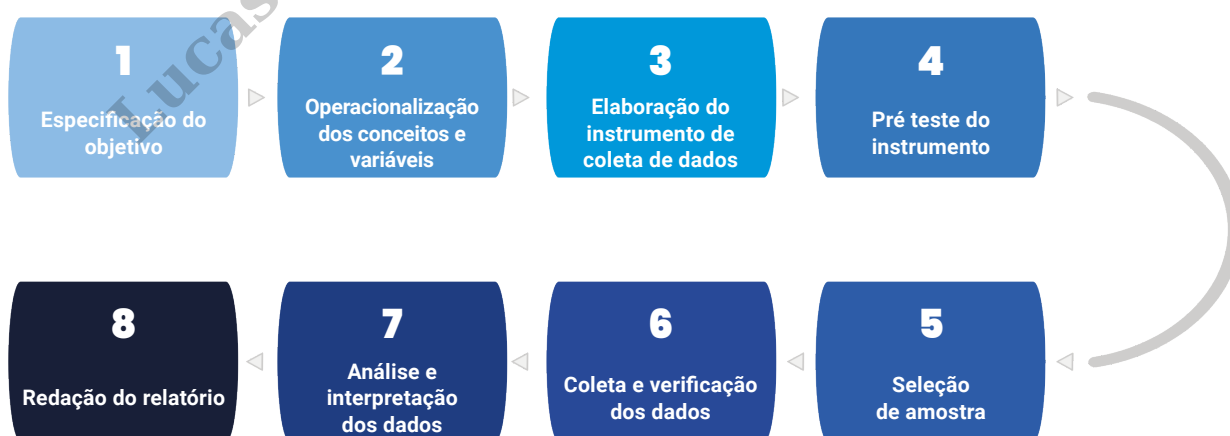 1
Especificação do
objetivo
2
Operacionalização
dos conceitos e
variáveis
3
Elaboração do
instrumento de
coleta de dados
4
Pré teste do
instrumento
5
Seleção
de amostra
6
Coleta e verificação
dos dados
7
Análise e
interpretação
dos dados
8
Redação do relatório
Lucas